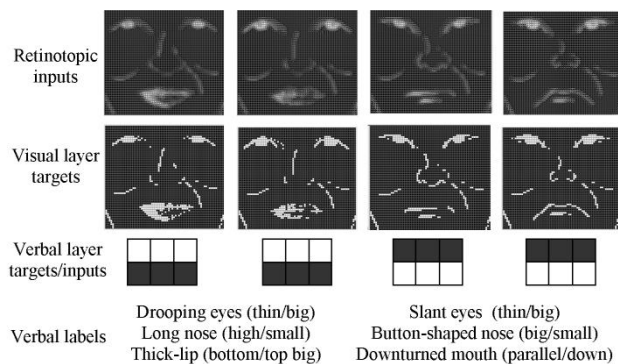 Retinotopic
inputs
Visual layer
targets
Verbal layer
targets/inputs
Verbal labels
Drooping eyes (thin/big)
Long nose (high/small)
Thick-lip (bottom/top big)
Slant eyes (thin/big)
Button-shaped nose (big/small)
Downturned mouth (parallel/down)